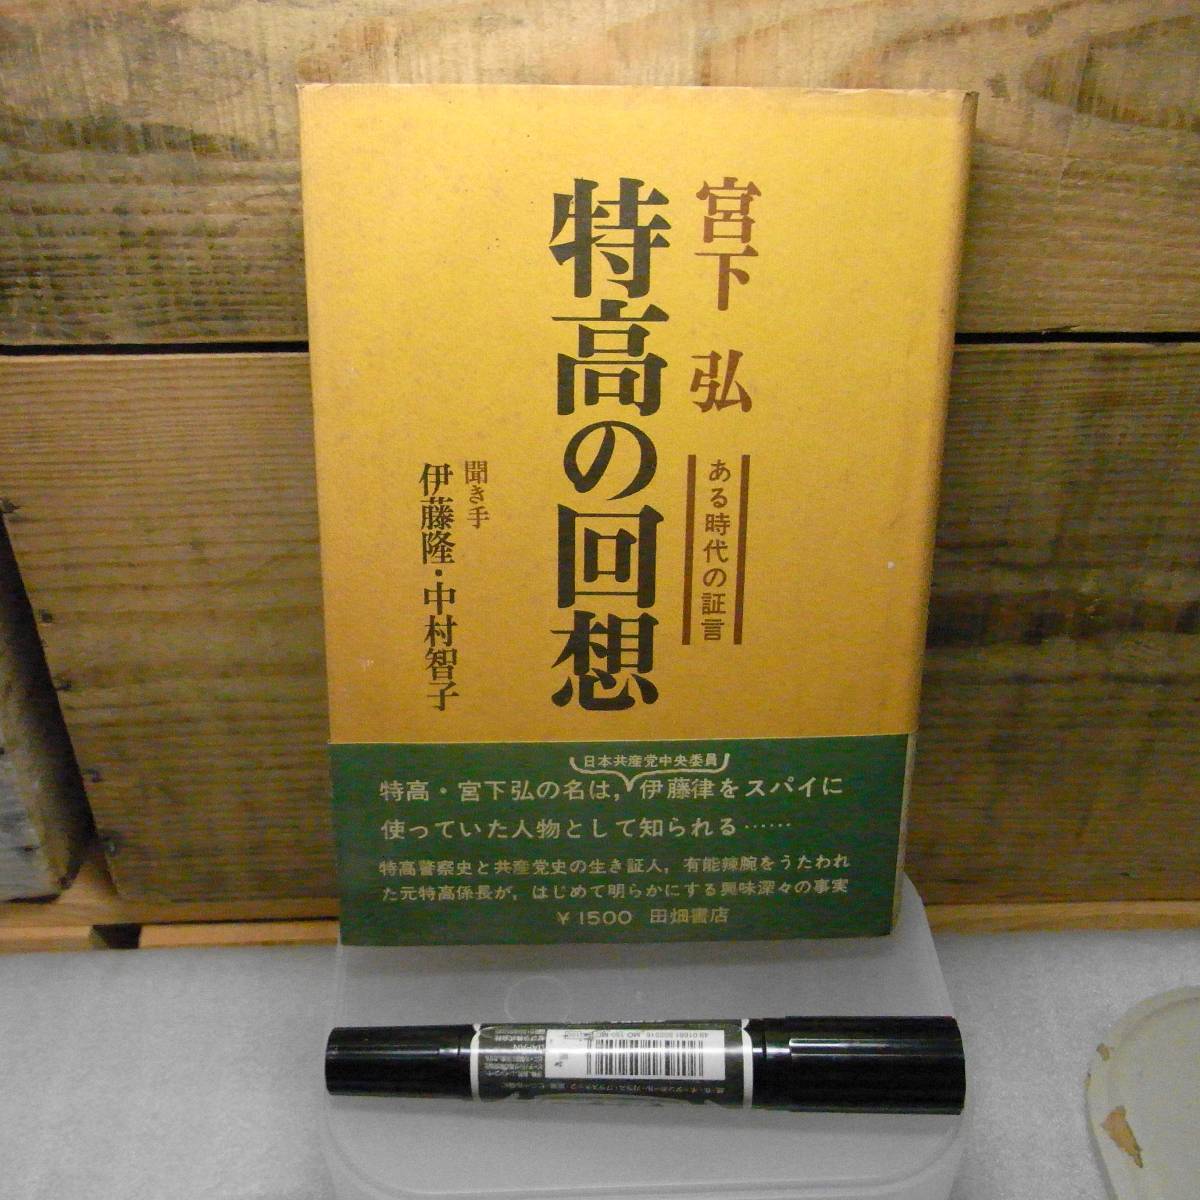 宮下 弘
ある時代の証言
特高の回想
聞き手
伊藤隆・中村智子
日本共産党中央委員
特高・宮下弘の名は，伊藤律をスパイに
使っていた人物として知られる……
特高警察史と共産党史の生き証人，有能辣腕をうたわれ
た元特高係長が，はじめて明らかにする興味深々の事実
￥1500 田畑書店